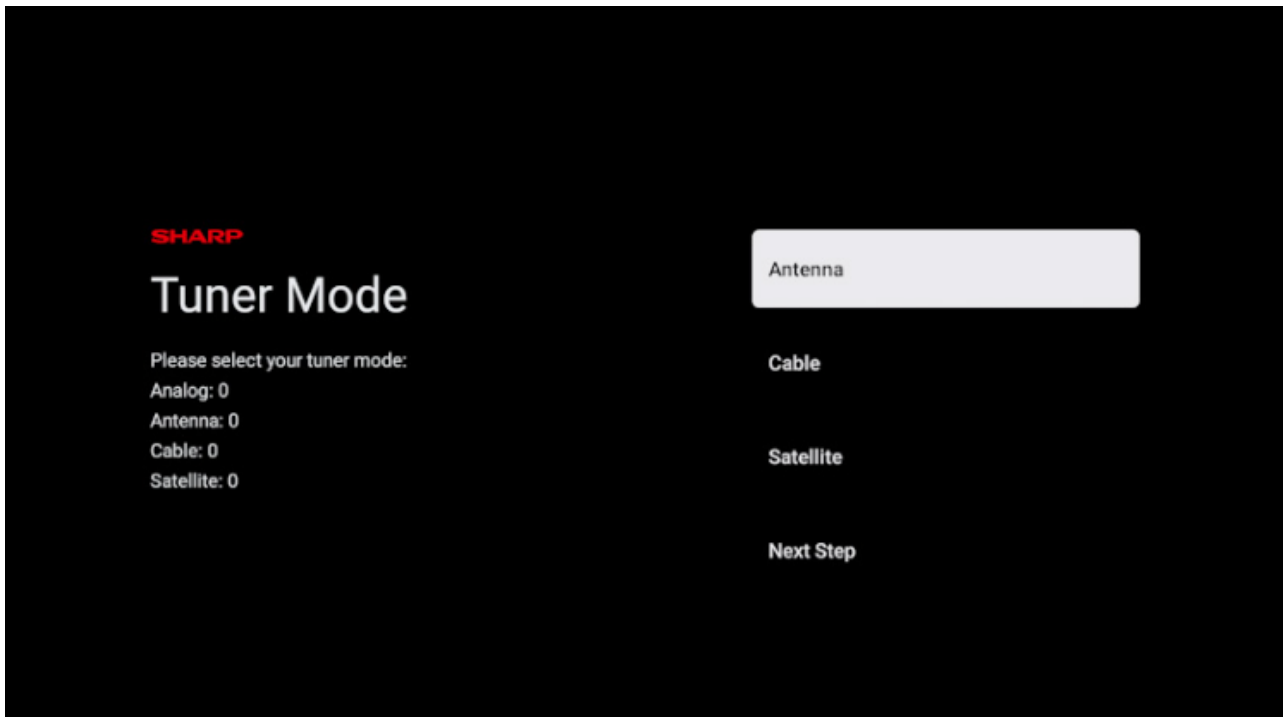 SHARP
Tuner Mode
Please select your tuner mode:
Analog: 0
Antenna: 0
Cable: 0
Satellite: 0
Antenna
Cable
Satellite
Next Step